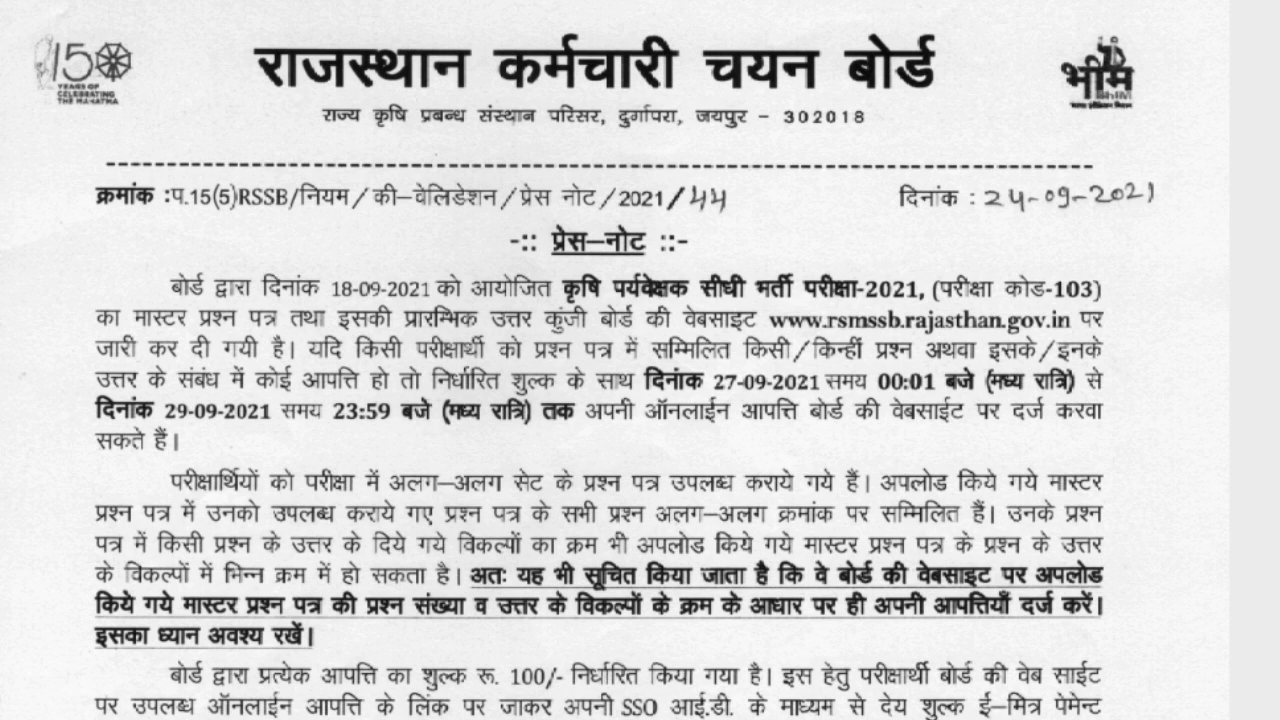 150
YEARS OF
CELEBRATING
THE MAHATMA
राजस्थान कर्मचारी चयन बोर्ड
भीम
राज्य कृषि प्रबन्ध संस्थान परिसर, दुर्गापरा, जयपुर - 302018
क्रमांक :प.15(5)RSSB/नियम/की–वेलिडेशन/प्रेस नोट/2021/44 दिनांक : 24-09-2021
-:: प्रेस–नोट ::-
बोर्ड द्वारा दिनांक 18-09-2021 को आयोजित कृषि पर्यवेक्षक सीधी भर्ती परीक्षा-2021, (परीक्षा कोड-103)
का मास्टर प्रश्न पत्र तथा इसकी प्रारम्भिक उत्तर कुंजी बोर्ड की वेबसाइट www.rsmssb.rajasthan.gov.in पर
जारी कर दी गयी है। यदि किसी परीक्षार्थी को प्रश्न पत्र में सम्मिलित किसी/किन्हीं प्रश्न अथवा इसके/इनके
उत्तर के संबंध में कोई आपत्ति हो तो निर्धारित शुल्क के साथ दिनांक 27-09-2021 समय 00:01 बजे (मध्य रात्रि) से
दिनांक 29-09-2021 समय 23:59 बजे (मध्य रात्रि) तक अपनी ऑनलाईन आपत्ति बोर्ड की वेबसाईट पर दर्ज करवा
सकते हैं।
परीक्षार्थियों को परीक्षा में अलग–अलग सेट के प्रश्न पत्र उपलब्ध कराये गये हैं। अपलोड किये गये मास्टर
प्रश्न पत्र में उनको उपलब्ध कराये गए प्रश्न पत्र के सभी प्रश्न अलग–अलग क्रमांक पर सम्मिलित हैं। उनके प्रश्न
पत्र में किसी प्रश्न के उत्तर के दिये गये विकल्पों का क्रम भी अपलोड किये गये मास्टर प्रश्न पत्र के प्रश्न के उत्तर
के विकल्पों में भिन्न क्रम में हो सकता है। अतः यह भी सूचित किया जाता है कि वे बोर्ड की वेबसाइट पर अपलोड
किये गये मास्टर प्रश्न पत्र की प्रश्न संख्या व उत्तर के विकल्पों के क्रम के आधार पर ही अपनी आपत्तियाँ दर्ज करें।
इसका ध्यान अवश्य रखें।
बोर्ड द्वारा प्रत्येक आपत्ति का शुल्क रू. 100/- निर्धारित किया गया है। इस हेतु परीक्षार्थी बोर्ड की वेब साईट
पर उपलब्ध ऑनलाईन आपत्ति के लिंक पर जाकर अपनी SSO आई.डी. के माध्यम से देय शुल्क ई–मित्र पेमेन्ट